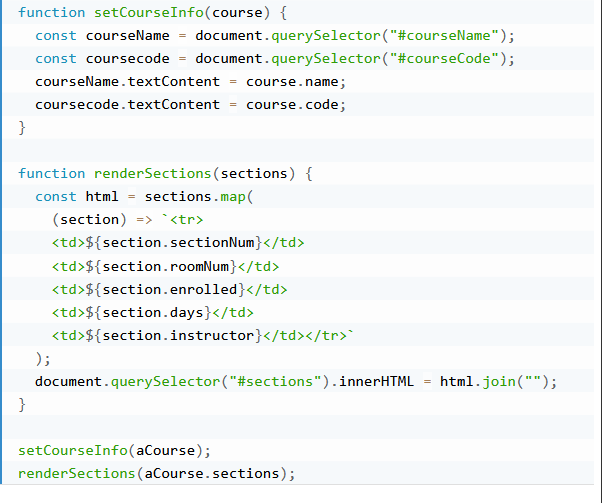 function setCourseInfo(course) {
  const courseName = document.querySelector("#courseName");
  const coursecode = document.querySelector("#courseCode");
  courseName.textContent = course.name;
  coursecode.textContent = course.code;
}

function renderSections(sections) {
  const html = sections.map(
    (section) => `<tr>
    <td>${section.sectionNum}</td>
    <td>${section.roomNum}</td>
    <td>${section.enrolled}</td>
    <td>${section.days}</td>
    <td>${section.instructor}</td></tr>`
  );
  document.querySelector("#sections").innerHTML = html.join("");
}

setCourseInfo(aCourse);
renderSections(aCourse.sections);